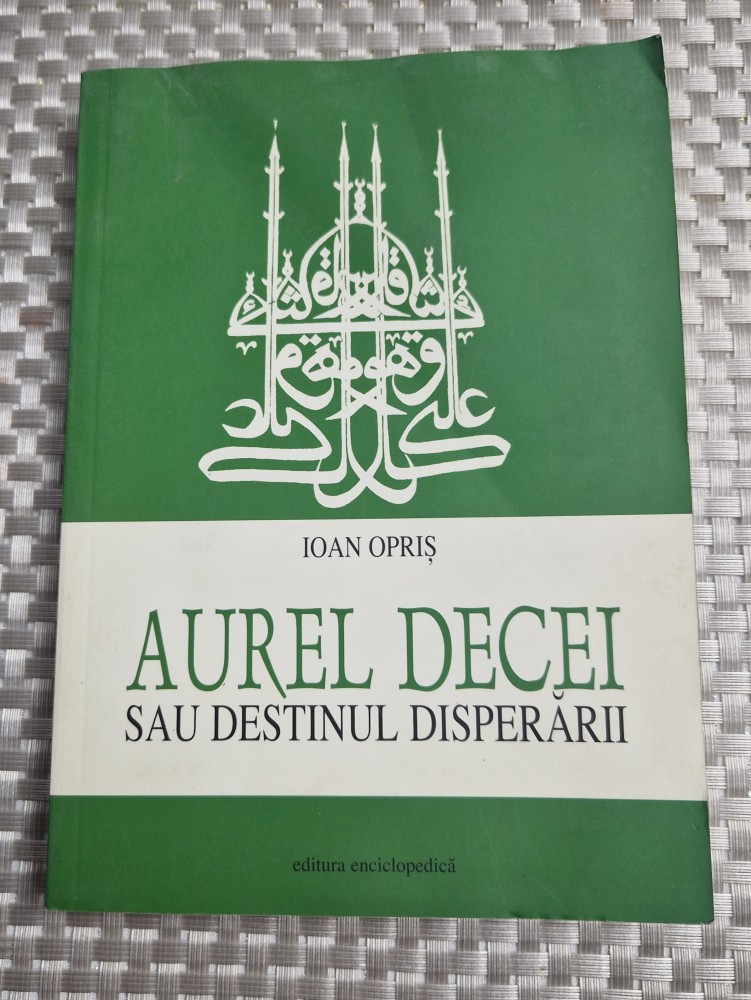 IOAN OPRIȘ
AUREL DECEI
SAU DESTINUL DISPERĂRII
editura enciclopedică